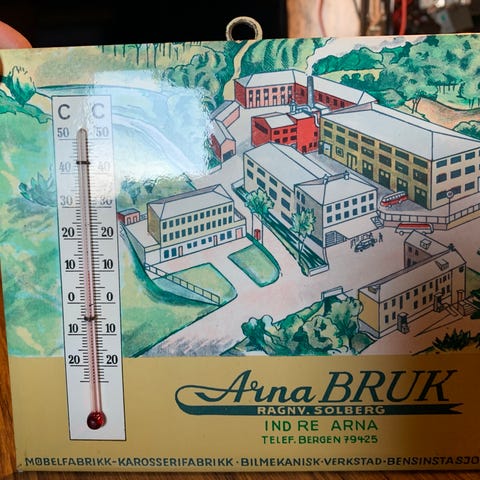 C C
50 50
40 40
30 30
20 20
10 10
0 0
10 10
20 20
Arna BRUK
RAGNV. SOLBERG
INDRE ARNA
TELEF. BERGEN 79425
MØBELFABRIKK-KAROSSERIFABRIKK·BILMEKANISK·VERKSTAD·BENSINSTASJO